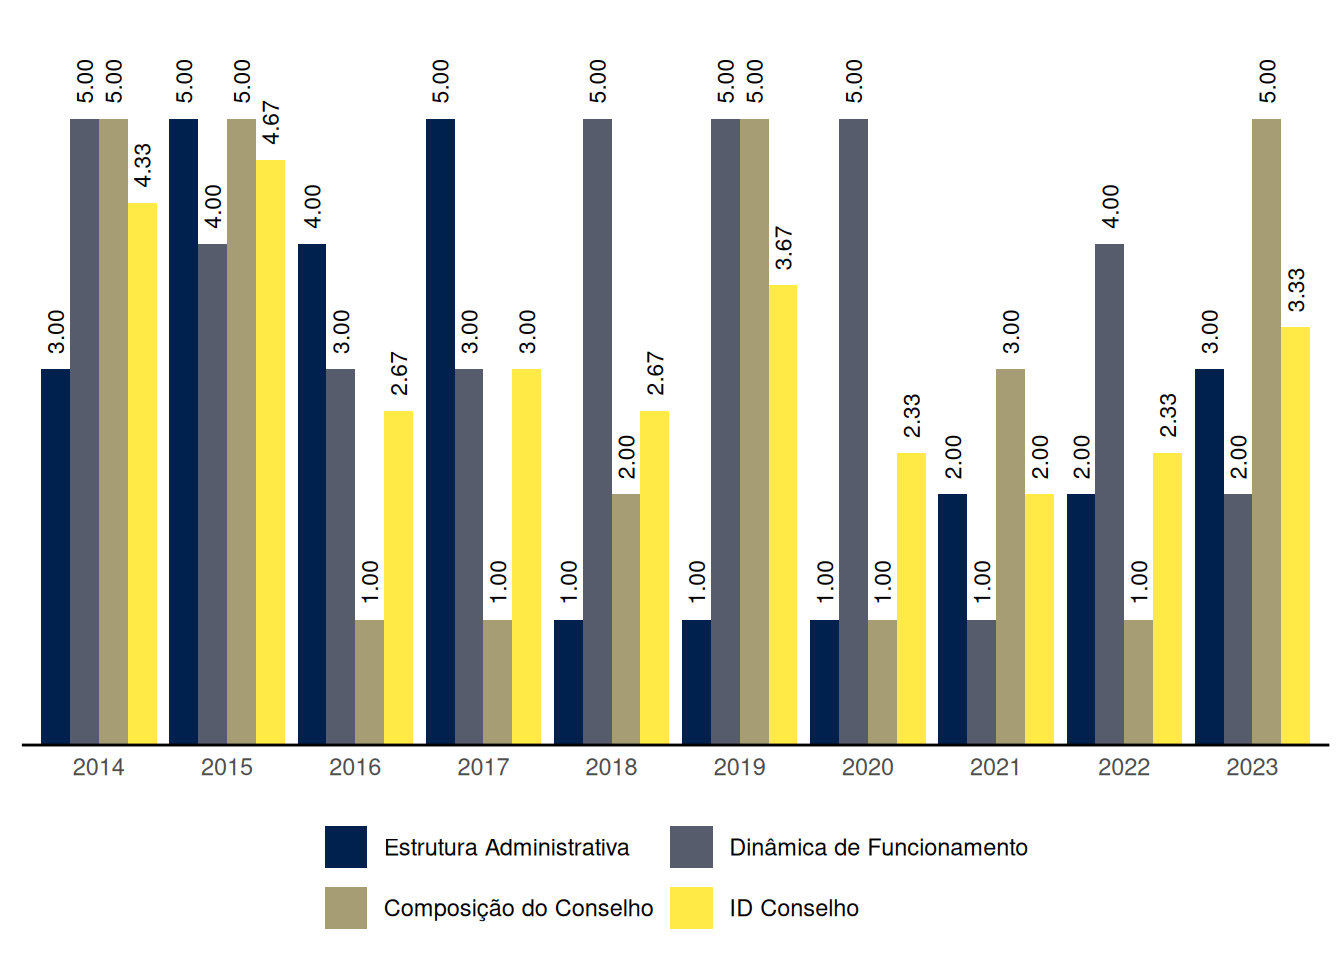 3.00 5.00 5.00 4.33 5.00 4.00 5.00 4.67 4.00 3.00 1.00 2.67 5.00 3.00 1.00 3.00 1.00 5.00 2.00 2.67 1.00 5.00 5.00 3.67 1.00 5.00 1.00 2.33 2.00 1.00 3.00 2.00 2.00 4.00 1.00 2.33 3.00 2.00 5.00 3.33
2014 2015 2016 2017 2018 2019 2020 2021 2022 2023
Estrutura Administrativa Dinâmica de Funcionamento
Composição do Conselho ID Conselho